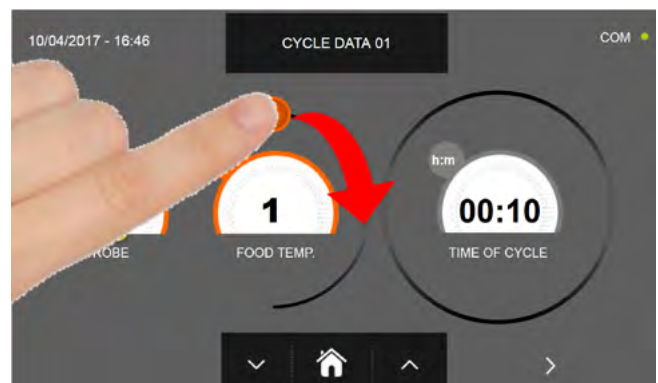 10/04/2017 - 16:46
CYCLE DATA 01
COM
h:m
1
00:10
ROBE
FOOD TEMP.
TIME OF CYCLE